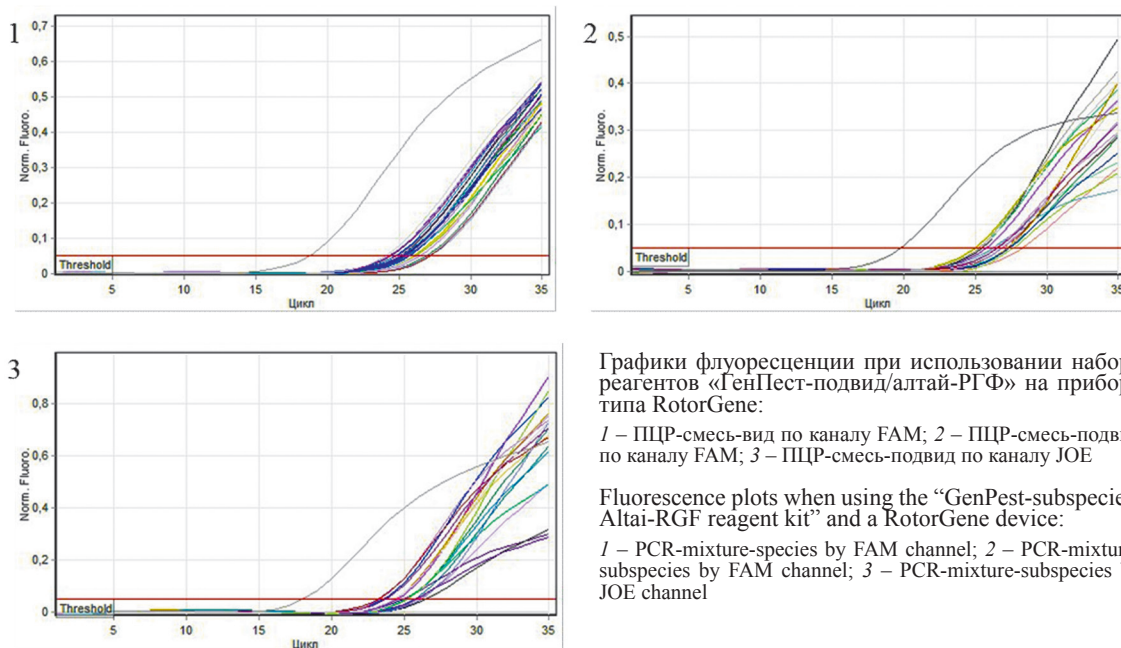 1
0,7
0,6
0,5
0,4
0,3
0,2
0,1
0
Norm. Fluoro.
Threshold
5 10 15 20 25 30 35
Цикл
2
0,5
0,4
0,3
0,2
0,1
0
Norm. Fluoro.
Threshold
5 10 15 20 25 30 35
Цикл
3
0,8
0,6
0,4
0,2
0
Norm. Fluoro.
Threshold
5 10 15 20 25 30 35
Цикл
Графики флуоресценции при использовании набор
реагентов «ГенПест-подвид/алтай-РГФ» на прибор
типа RotorGene:
1 – ПЦР-смесь-вид по каналу FAM; 2 – ПЦР-смесь-подви
по каналу FAM; 3 – ПЦР-смесь-подвид по каналу JOE
Fluorescence plots when using the “GenPest-subspecie
Altai-RGF reagent kit” and a RotorGene device:
1 – PCR-mixture-species by FAM channel; 2 – PCR-mixtur
subspecies by FAM channel; 3 – PCR-mixture-subspecies
JOE channel